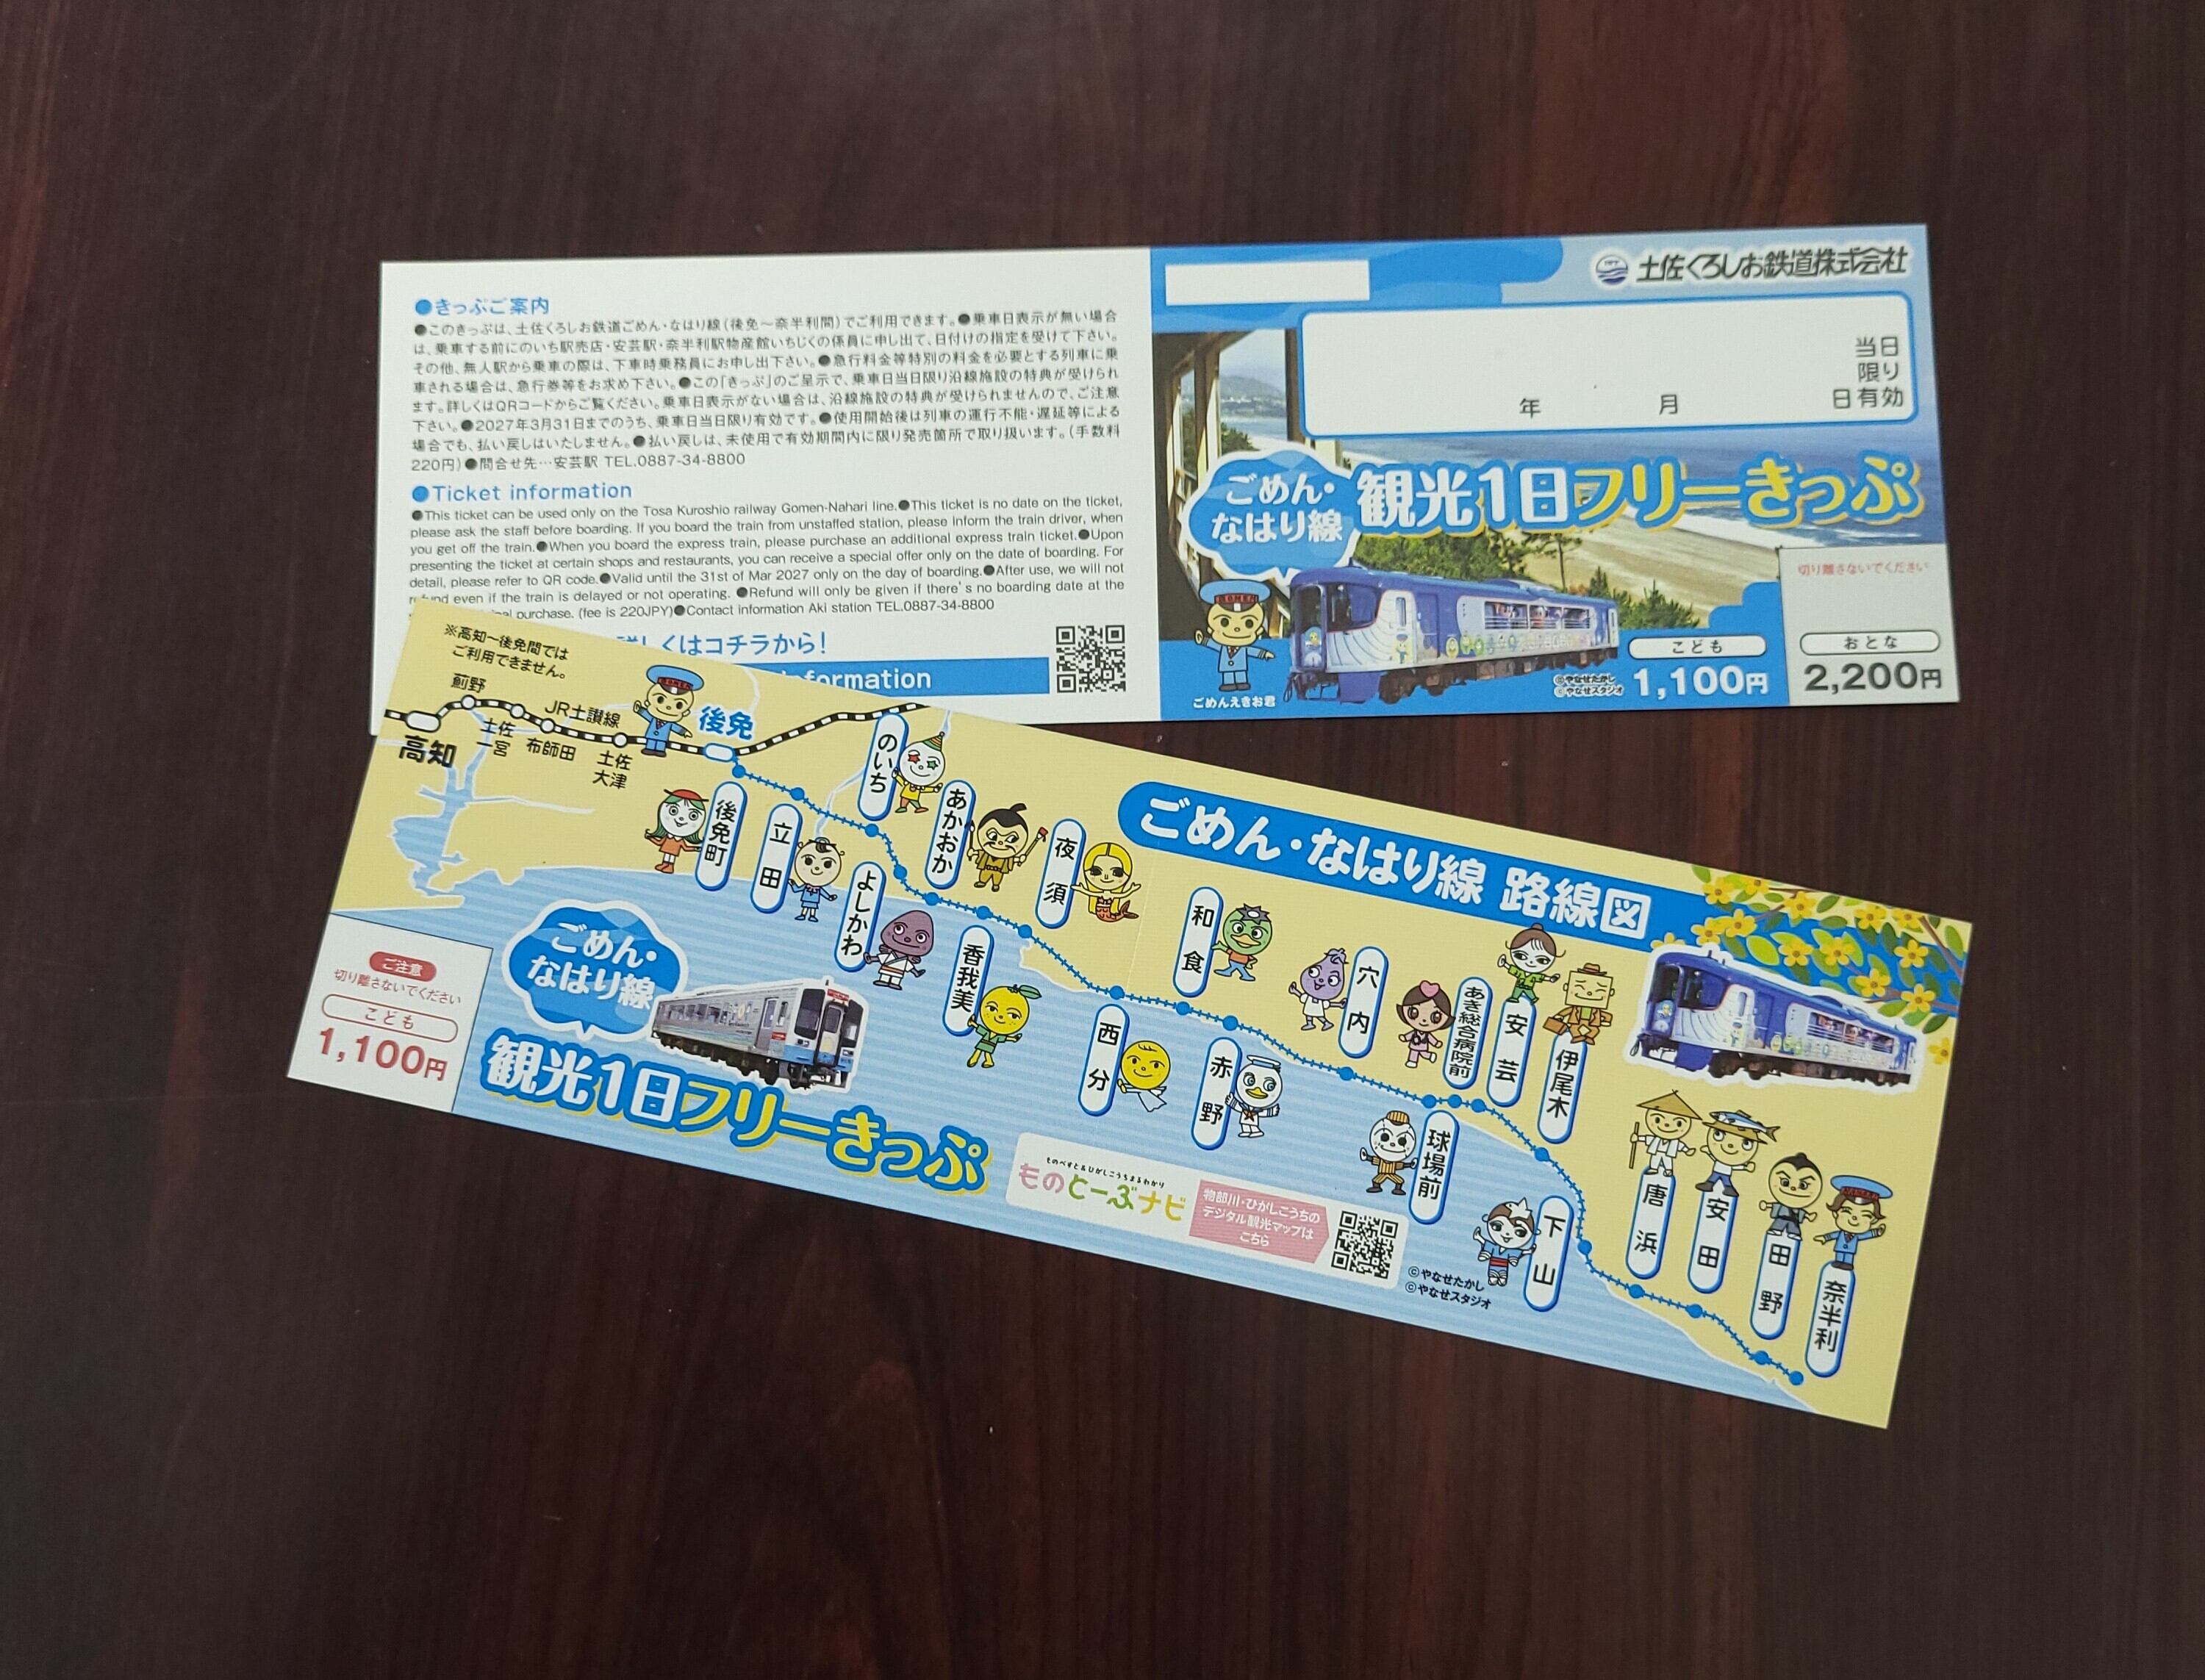 ●きっぷご案内
●このきっぷは、土佐くろしお鉄道ごめん・なはり線(後免～奈半利間)でご利用できます。●乗車日表示が無い場合
は、乗車する前にのいち駅売店・安芸駅・奈半利駅物産館いちじくの係員に申し出て、日付けの指定を受けて下さい。
その他、無人駅から乗車の際は、下車時乗務員にお申し出下さい。●急行料金等特別の料金を必要とする列車に乗
車される場合は、急行券等をお求め下さい。●この「きっぷ」のご呈示で、乗車日当日限り沿線施設の特典が受けられ
ます。詳しくはQRコードからご覧ください。乗車日表示がない場合は、沿線施設の特典が受けられませんので、ご注意
下さい。●2027年3月31日までのうち、乗車日当日限り有効です。●使用開始後は列車の運行不能・遅延等による
場合でも、払い戻しはいたしません。●払い戻しは、未使用で有効期間内に限り発売箇所で取り扱います。(手数料
220円)●問合せ先…安芸駅 TEL.0887-34-8800
●Ticket information
●This ticket can be used only on the Tosa Kuroshio railway Gomen-Nahari line.●This ticket is no date on the ticket,
please ask the staff before boarding. If you board the train from unstaffed station, please inform the train driver, when
you get off the train.●When you board the express train, please purchase an additional express train ticket.●Upon
presenting the ticket at certain shops and restaurants, you can receive a special offer only on the date of boarding. For
detail, please refer to QR code.●Valid until the 31st of Mar 2027 only on the day of boarding.●After use, we will not
refund even if the train is delayed or not operating. ●Refund will only be given if there's no boarding date at the
purchase. (fee is 220JPY)●Contact information Aki station TEL.0887-34-8800
しくはコチラから!
information
土佐くろしお鉄道株式会社
当日
限り
年 月 日有効
ごめん・
なはり線
観光1日フリーきっぷ
切り離さないでください
こども
1,100円
おとな
2,200円
ごめんえきお君
©やなせたかし
©やなせスタジオ
※高知～後免間では
ご利用できません。
高知
薊野
土佐
一宮
布師田
JR土讃線
土佐
大津
後免
後免町
立田
のいち
よしかわ
あかおか
香我美
夜須
西分
和食
赤野
穴内
球場前
あき総合病院前
安芸
伊尾木
下山
唐浜
安田
田野
奈半利
ごめん・なはり線 路線図
ご注意
切り離さないでください
こども
1,100円
ごめん・
なはり線
観光1日フリーきっぷ
ものべすと&ひがしこうちまるわかり
ものとーぶナビ
物部川・ひがしこうちの
デジタル観光マップは
こちら
©やなせたかし
©やなせスタジオ